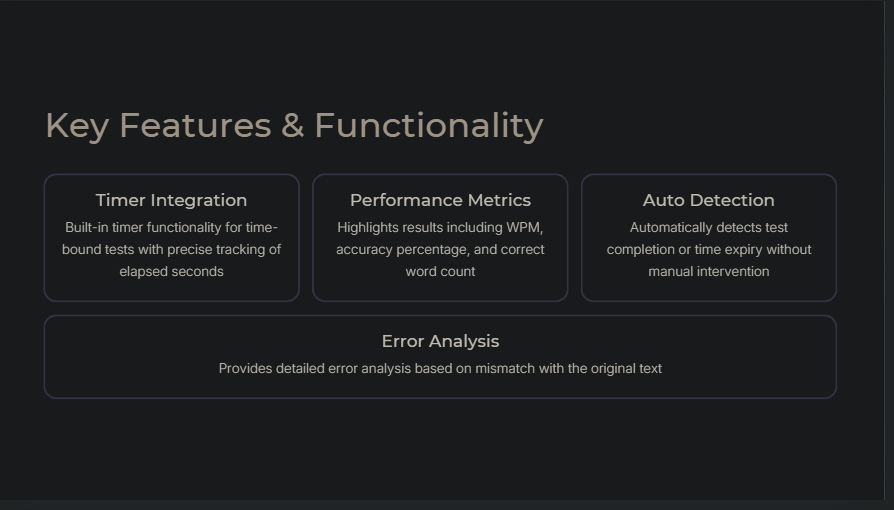 Key Features & Functionality
Timer Integration
Built-in timer functionality for time-
bound tests with precise tracking of
elapsed seconds
Performance Metrics
Highlights results including WPM,
accuracy percentage, and correct
word count
Auto Detection
Automatically detects test
completion or time expiry without
manual intervention
Error Analysis
Provides detailed error analysis based on mismatch with the original text